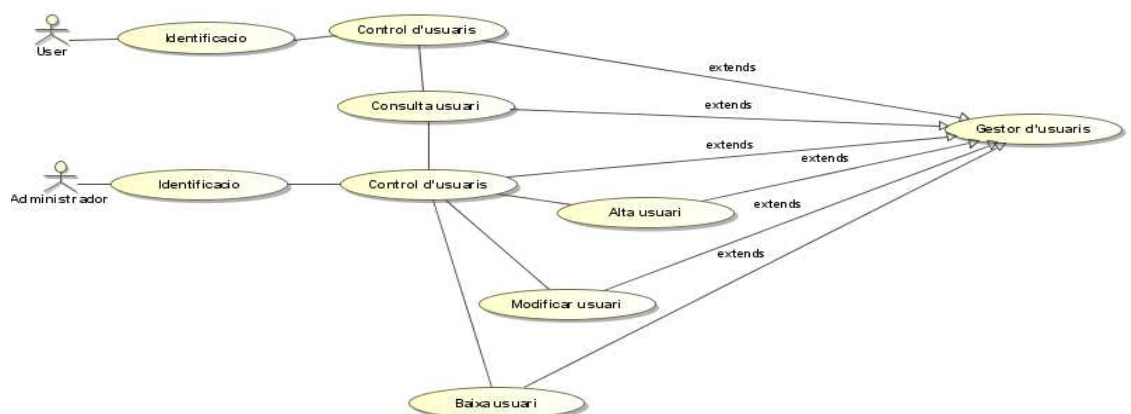 Control d'usuaris
Identificacio
User
extends
Consulta usuari
extends
Gestor d'usuaris
extends
extends
Administrador
Identificacio
Control d'usuaris
Alta usuari
extends
extends
Modificar usuari
Baixa usuari